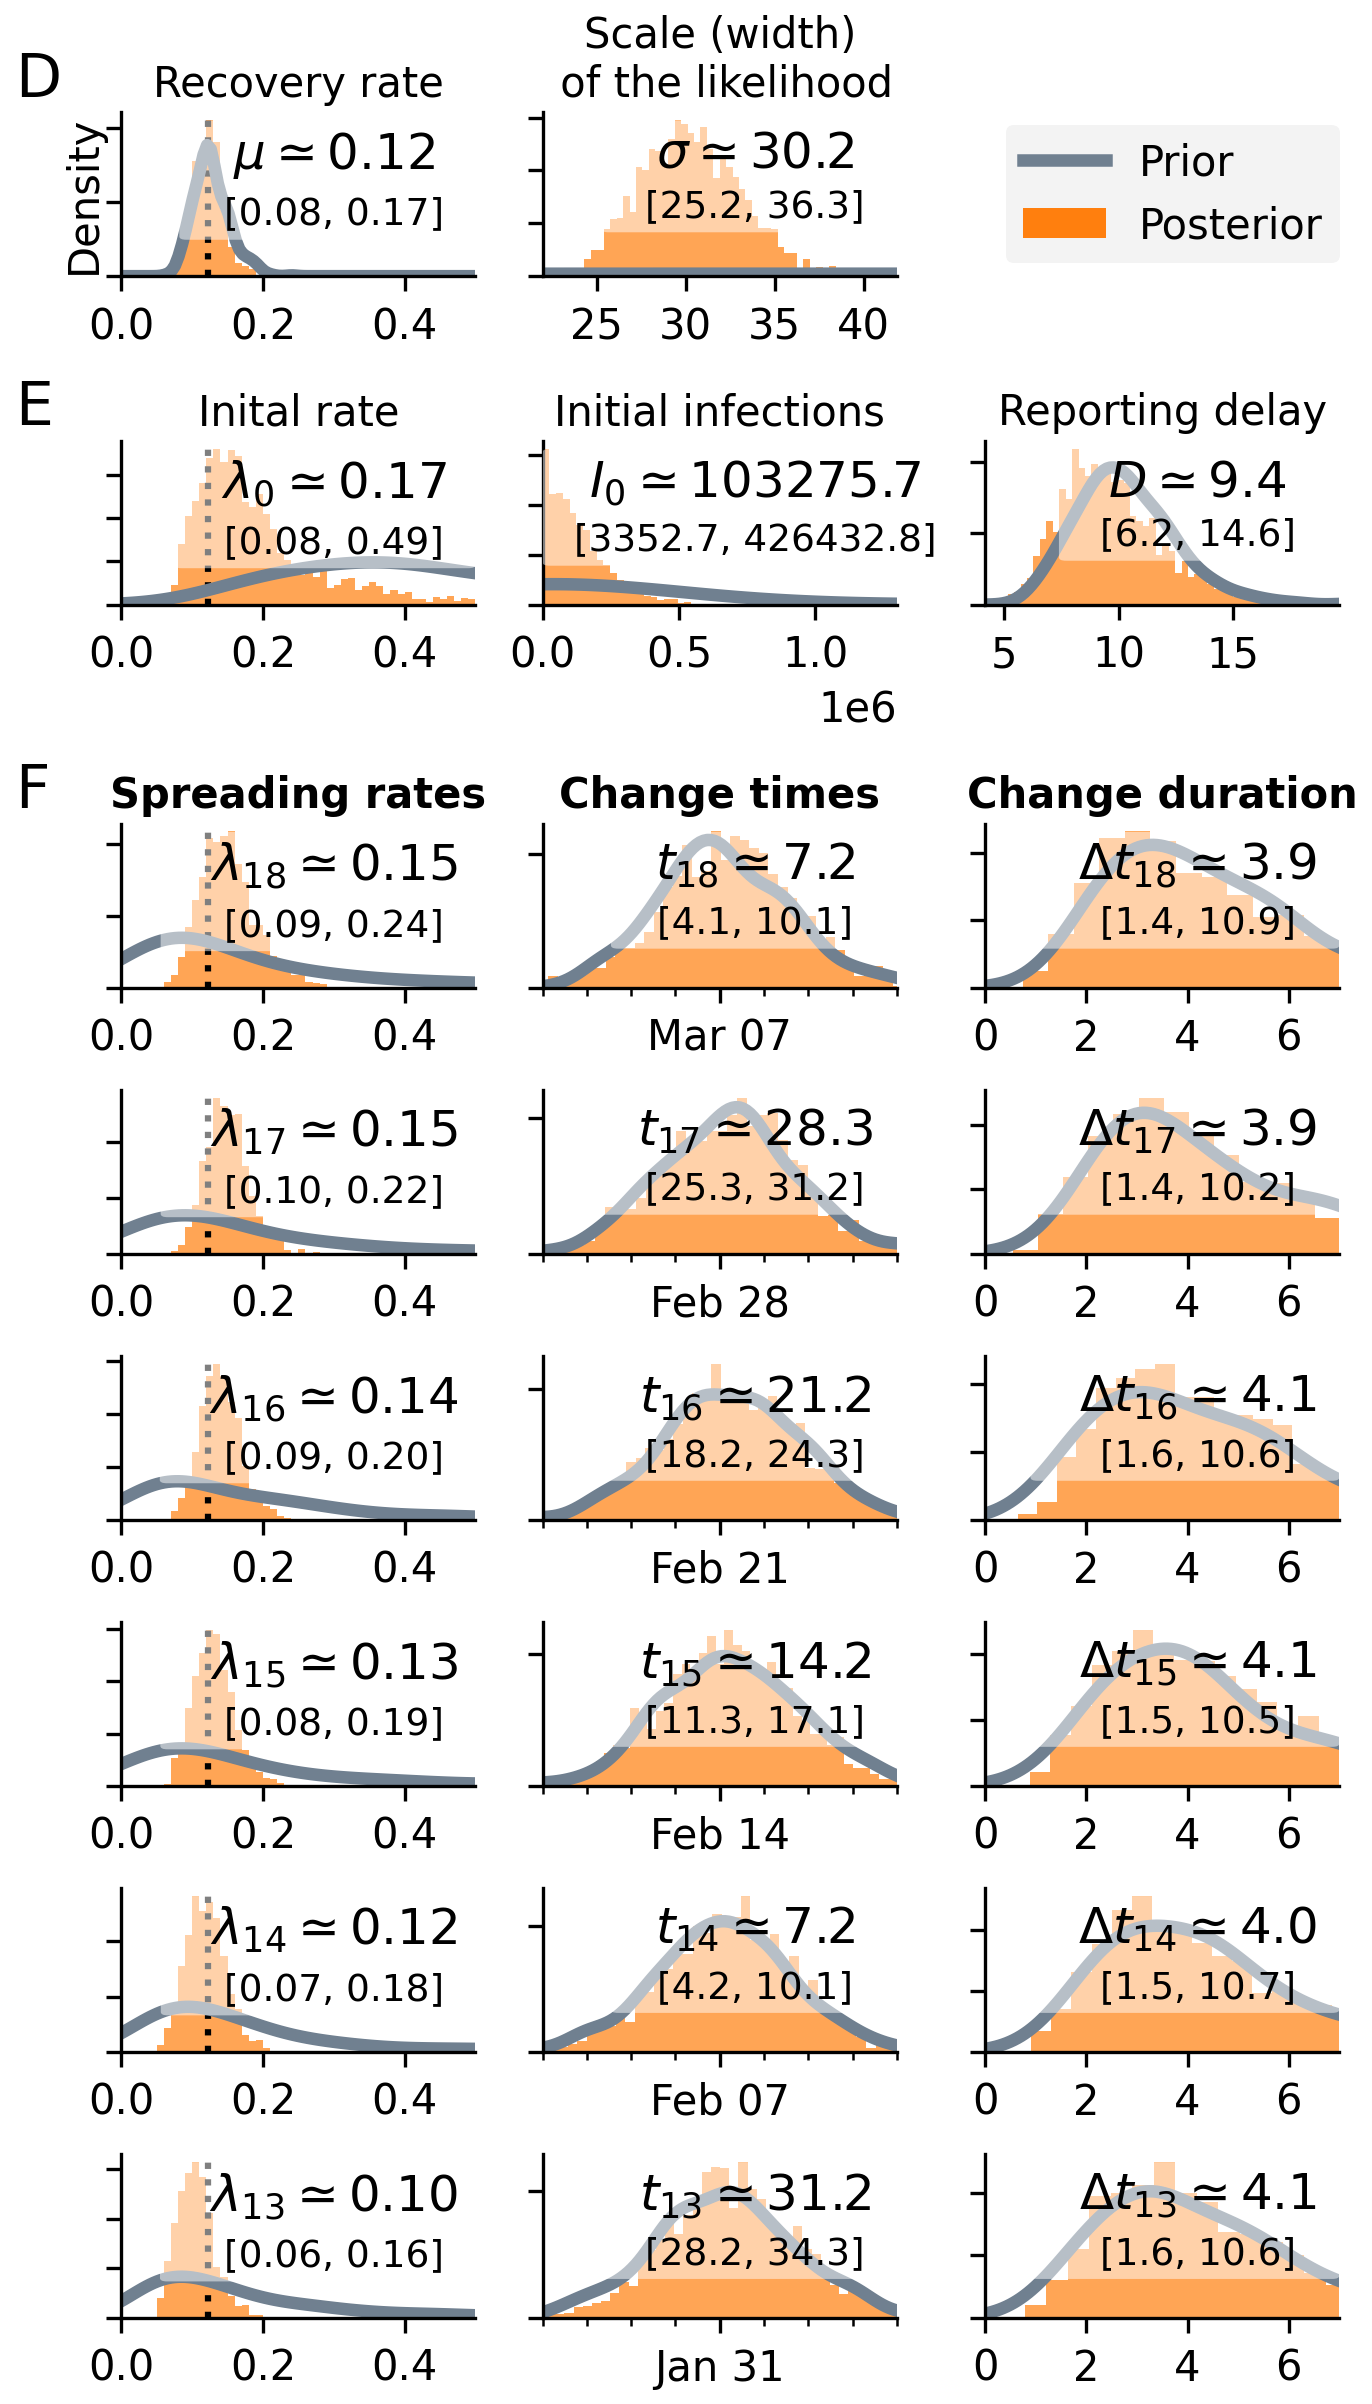 D
Recovery rate
Scale (width)
of the likelihood
Density
μ ≃ 0.12
[0.08, 0.17]
0.0 0.2 0.4
σ ≃ 30.2
[25.2, 36.3]
25 30 35 40
Prior
Posterior
E
Inital rate
λ0 ≃ 0.17
[0.08, 0.49]
0.0 0.2 0.4
Initial infections
I0 ≃ 103275.7
[3352.7, 426432.8]
0.0 0.5 1.0
1e6
Reporting delay
D ≃ 9.4
[6.2, 14.6]
5 10 15
F
Spreading rates
Change times
Change duration
λ18 ≃ 0.15
[0.09, 0.24]
0.0 0.2 0.4
t18 ≃ 7.2
[4.1, 10.1]
Mar 07
Δt18 ≃ 3.9
[1.4, 10.9]
0 2 4 6
λ17 ≃ 0.15
[0.10, 0.22]
0.0 0.2 0.4
t17 ≃ 28.3
[25.3, 31.2]
Feb 28
Δt17 ≃ 3.9
[1.4, 10.2]
0 2 4 6
λ16 ≃ 0.14
[0.09, 0.20]
0.0 0.2 0.4
t16 ≃ 21.2
[18.2, 24.3]
Feb 21
Δt16 ≃ 4.1
[1.6, 10.6]
0 2 4 6
λ15 ≃ 0.13
[0.08, 0.19]
0.0 0.2 0.4
t15 ≃ 14.2
[11.3, 17.1]
Feb 14
Δt15 ≃ 4.1
[1.5, 10.5]
0 2 4 6
λ14 ≃ 0.12
[0.07, 0.18]
0.0 0.2 0.4
t14 ≃ 7.2
[4.2, 10.1]
Feb 07
Δt14 ≃ 4.0
[1.5, 10.7]
0 2 4 6
λ13 ≃ 0.10
[0.06, 0.16]
0.0 0.2 0.4
t13 ≃ 31.2
[28.2, 34.3]
Jan 31
Δt13 ≃ 4.1
[1.6, 10.6]
0 2 4 6